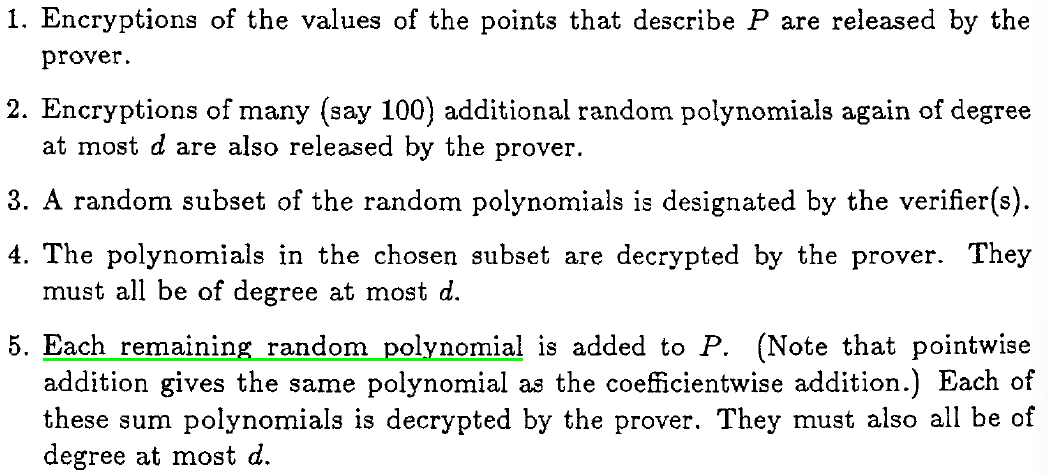 1. Encryptions of the values of the points that describe P are released by the
prover.
2. Encryptions of many (say 100) additional random polynomials again of degree
at most d are also released by the prover.
3. A random subset of the random polynomials is designated by the verifier(s).
4. The polynomials in the chosen subset are decrypted by the prover. They
must all be of degree at most d.
5. Each remaining random polynomial is added to P. (Note that pointwise
addition gives the same polynomial as the coefficientwise addition.) Each of
these sum polynomials is decrypted by the prover. They must also all be of
degree at most d.